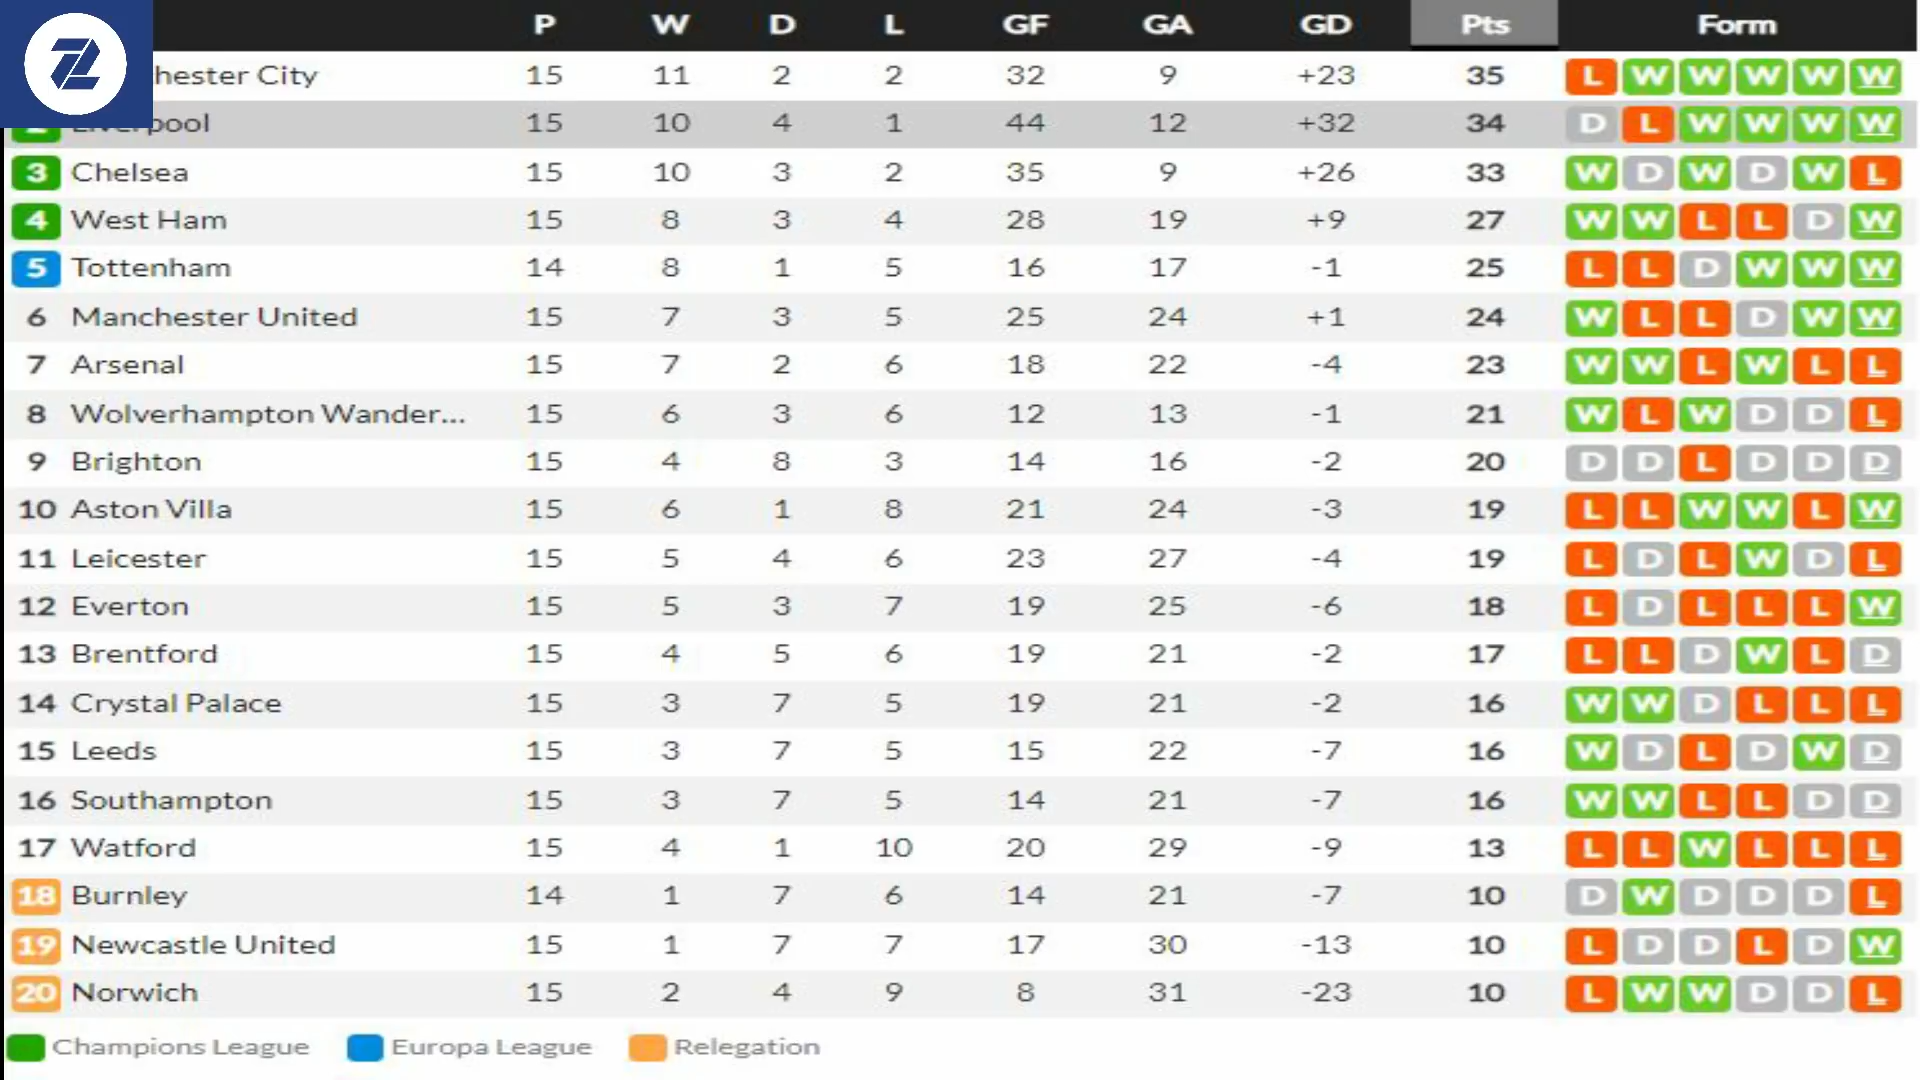 P W D L GF GA GD Pts Form
hester City 15 11 2 2 32 9 +23 35 L W W W W W
2 Liverpool 15 10 4 1 44 12 +32 34 D L W W W W
3 Chelsea 15 10 3 2 35 9 +26 33 W D W D W L
4 West Ham 15 8 3 4 28 19 +9 27 W W L L D W
5 Tottenham 14 8 1 5 16 17 -1 25 L L D W W W
6 Manchester United 15 7 3 5 25 24 +1 24 W L L D W W
7 Arsenal 15 7 2 6 18 22 -4 23 W W L W L L
8 Wolverhampton Wander... 15 6 3 6 12 13 -1 21 W L W D D L
9 Brighton 15 4 8 3 14 16 -2 20 D D L D D D
10 Aston Villa 15 6 1 8 21 24 -3 19 L L W W L W
11 Leicester 15 5 4 6 23 27 -4 19 L D L W D L
12 Everton 15 5 3 7 19 25 -6 18 L D L L L W
13 Brentford 15 4 5 6 19 21 -2 17 L L D W L D
14 Crystal Palace 15 3 7 5 19 21 -2 16 W W D L L L
15 Leeds 15 3 7 5 15 22 -7 16 W D L D W D
16 Southampton 15 3 7 5 14 21 -7 16 W W L L D D
17 Watford 15 4 1 10 20 29 -9 13 L L W L L L
18 Burnley 14 1 7 6 14 21 -7 10 D W D D D L
19 Newcastle United 15 1 7 7 17 30 -13 10 L D D L D W
20 Norwich 15 2 4 9 8 31 -23 10 L W W D D L
Champions League Europa League Relegation